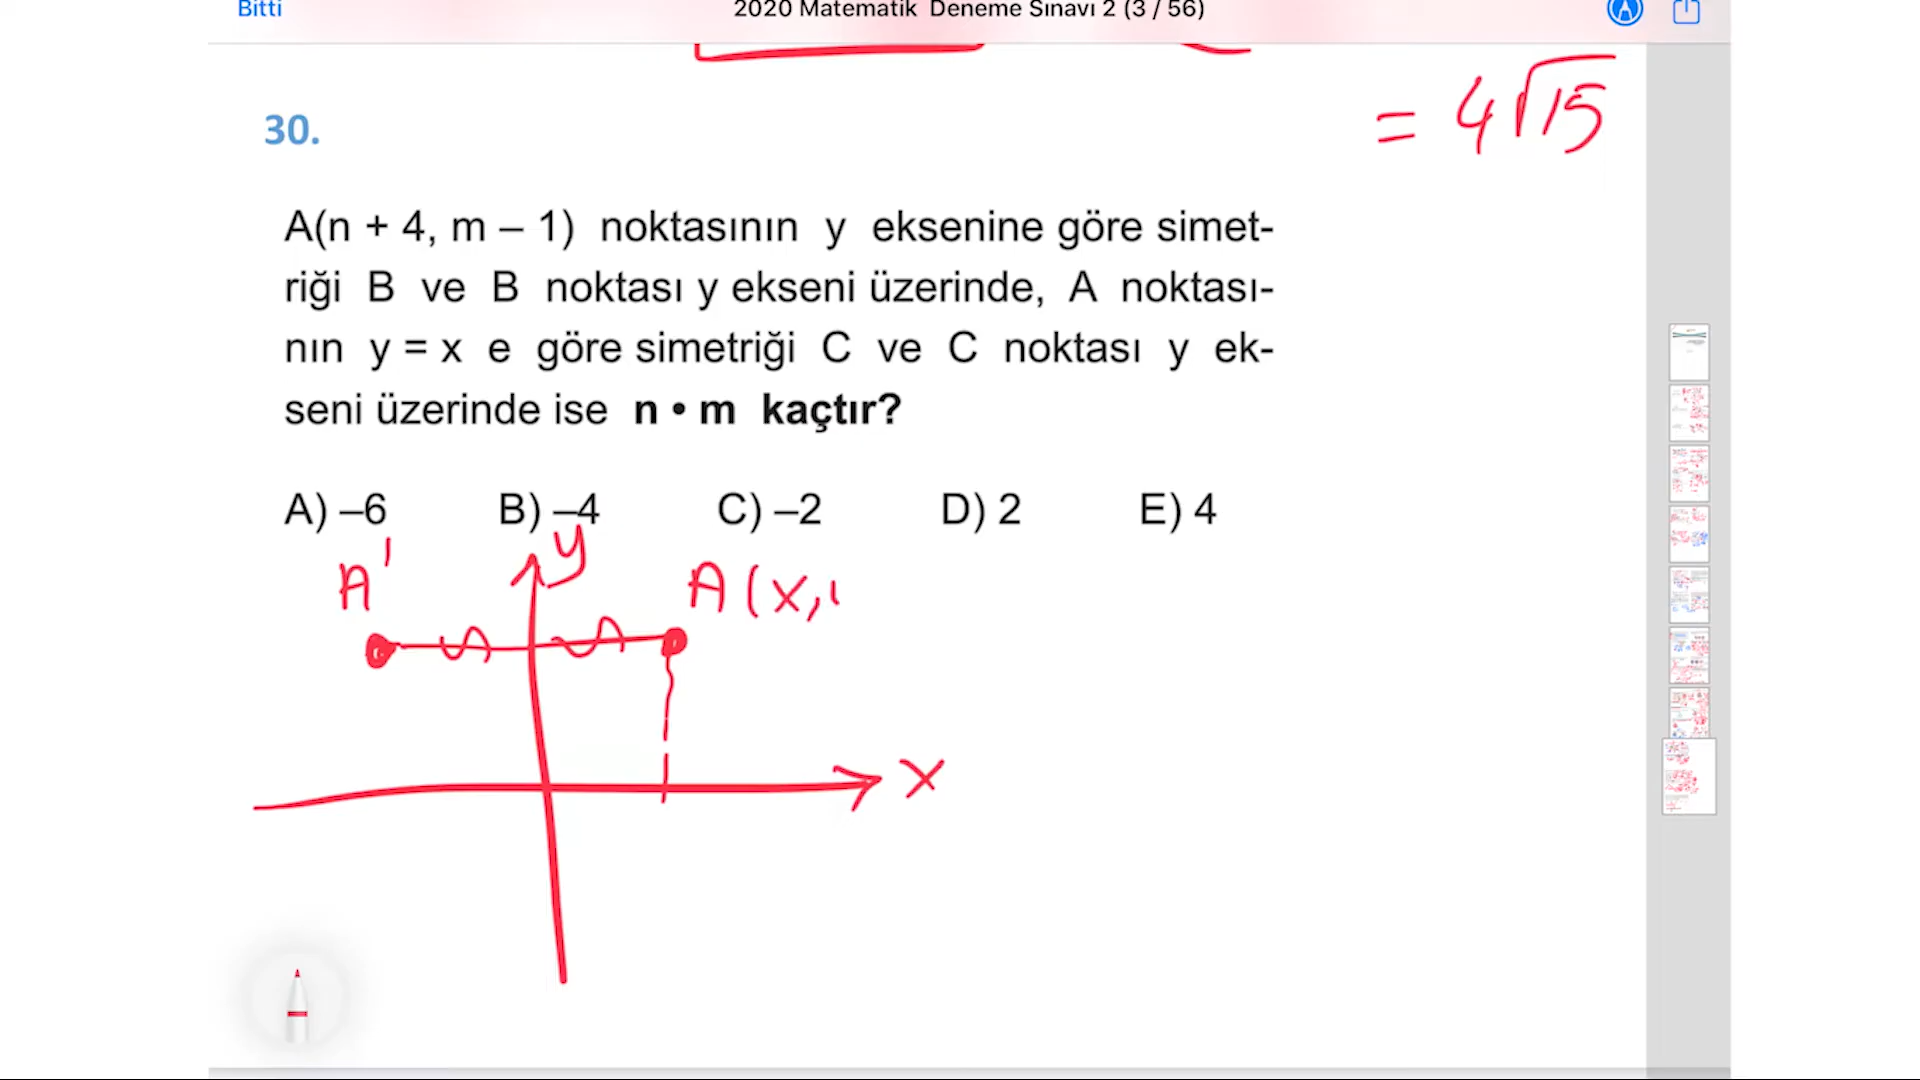 Bitti
2020 Matematik Deneme Sınavı 2 (3 / 56)
= 4√15
30.
A(n + 4, m – 1) noktasının y eksenine göre simet-
riği B ve B noktası y ekseni üzerinde, A noktası-
nın y = x e göre simetriği C ve C noktası y ek-
seni üzerinde ise n • m kaçtır?
A) –6 B) –4 C) –2 D) 2 E) 4
y
A' A (x,
x